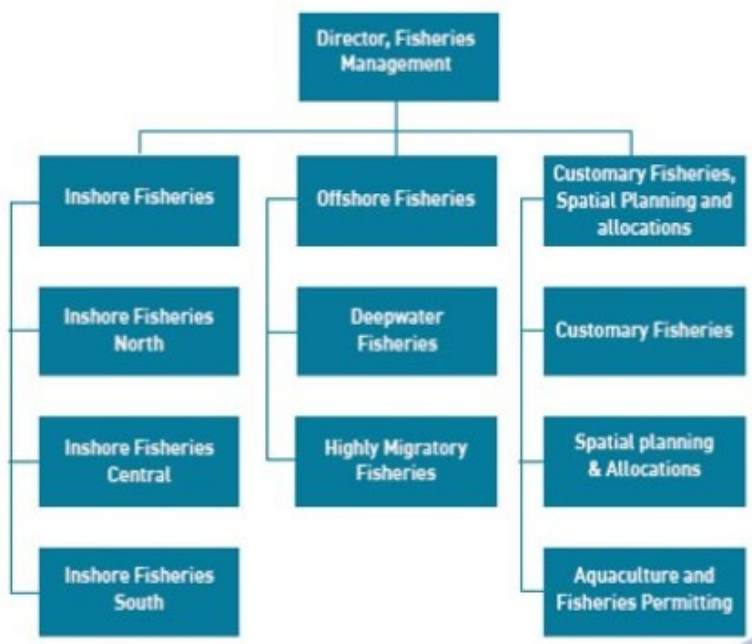 Director, Fisheries
Management
Inshore Fisheries
Offshore Fisheries
Customary Fisheries,
Spatial Planning and
allocations
Inshore Fisheries
North
Deepwater
Fisheries
Customary Fisheries
Inshore Fisheries
Central
Highly Migratory
Fisheries
Spatial planning
& Allocations
Inshore Fisheries
South
Aquaculture and
Fisheries Permitting